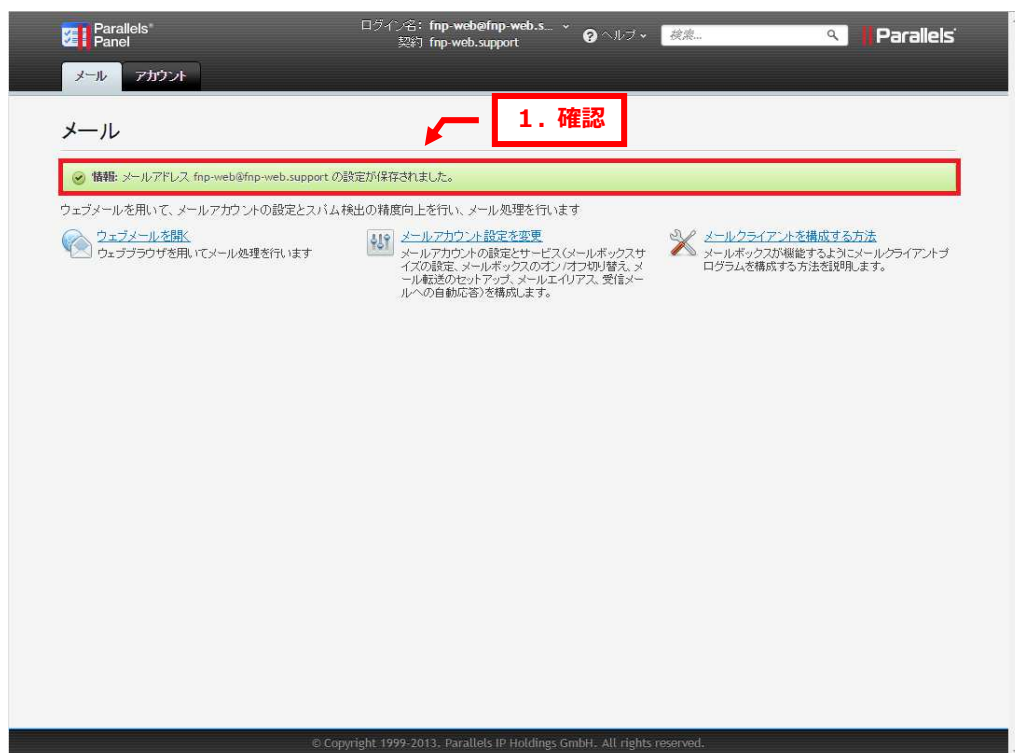 Parallels® Panel
ログイン名: fnp-web@fnp-web.s...
契約 fnp-web.support
ヘルプ
検索...
Parallels®
メール アカウント
メール
1．確認
情報: メールアドレス fnp-web@fnp-web.support の設定が保存されました。
ウェブメールを用いて、メールアカウントの設定とスパム検出の精度向上を行い、メール処理を行います
ウェブメールを開く
ウェブブラウザを用いてメール処理を行います
メールアカウント設定を変更
メールアカウントの設定とサービス(メールボックスサ
イズの設定、メールボックスのオン/オフ切り替え、メ
ール転送のセットアップ、メールエイリアス、受信メー
ルへの自動応答)を構成します。
メールクライアントを構成する方法
メールボックスが機能するようにメールクライアントプ
ログラムを構成する方法を説明します。
© Copyright 1999-2013. Parallels IP Holdings GmbH. All rights reserved.